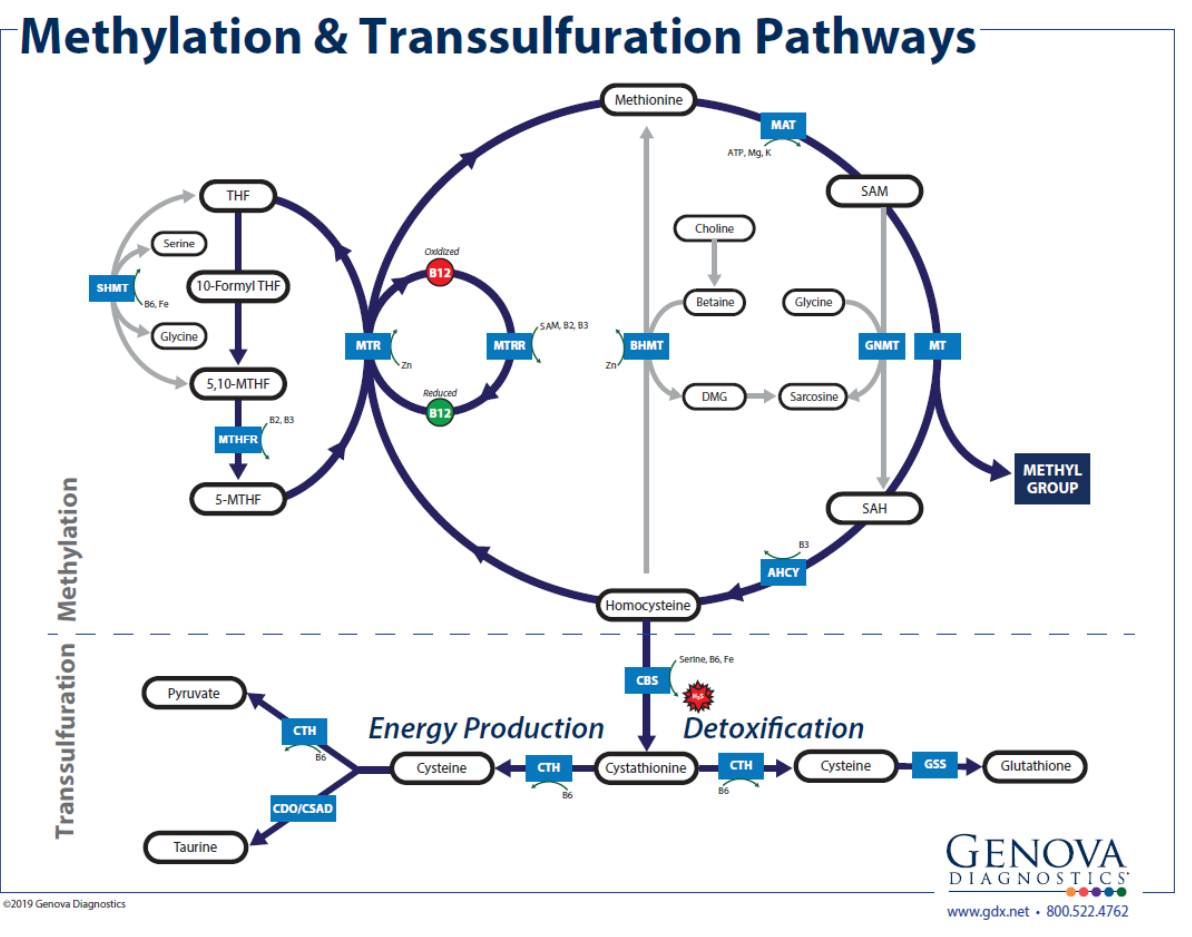 Methylation & Transsulfuration Pathways
Methionine
MAT
ATP, Mg, K
THF
SAM
Serine
Choline
Oxidized
B12
SHMT
B6, Fe
10-Formyl THF
Betaine
Glycine
Glycine
MTR
Zn
MTRR
SAM, B2, B3
BHMT
Zn
GNMT
MT
5,10-MTHF
Reduced
B12
DMG
Sarcosine
MTHFR
B2, B3
METHYL
GROUP
5-MTHF
SAH
B3
AHCY
Homocysteine
Methylation
Transsulfuration
Serine, B6, Fe
CBS
H₂S
Pyruvate
CTH
B6
Energy Production
Detoxification
Cysteine
CTH
B6
Cystathionine
CTH
B6
Cysteine
GSS
Glutathione
CDO/CSAD
Taurine
GENOVA
DIAGNOSTICS
©2019 Genova Diagnostics
www.gdx.net • 800.522.4762